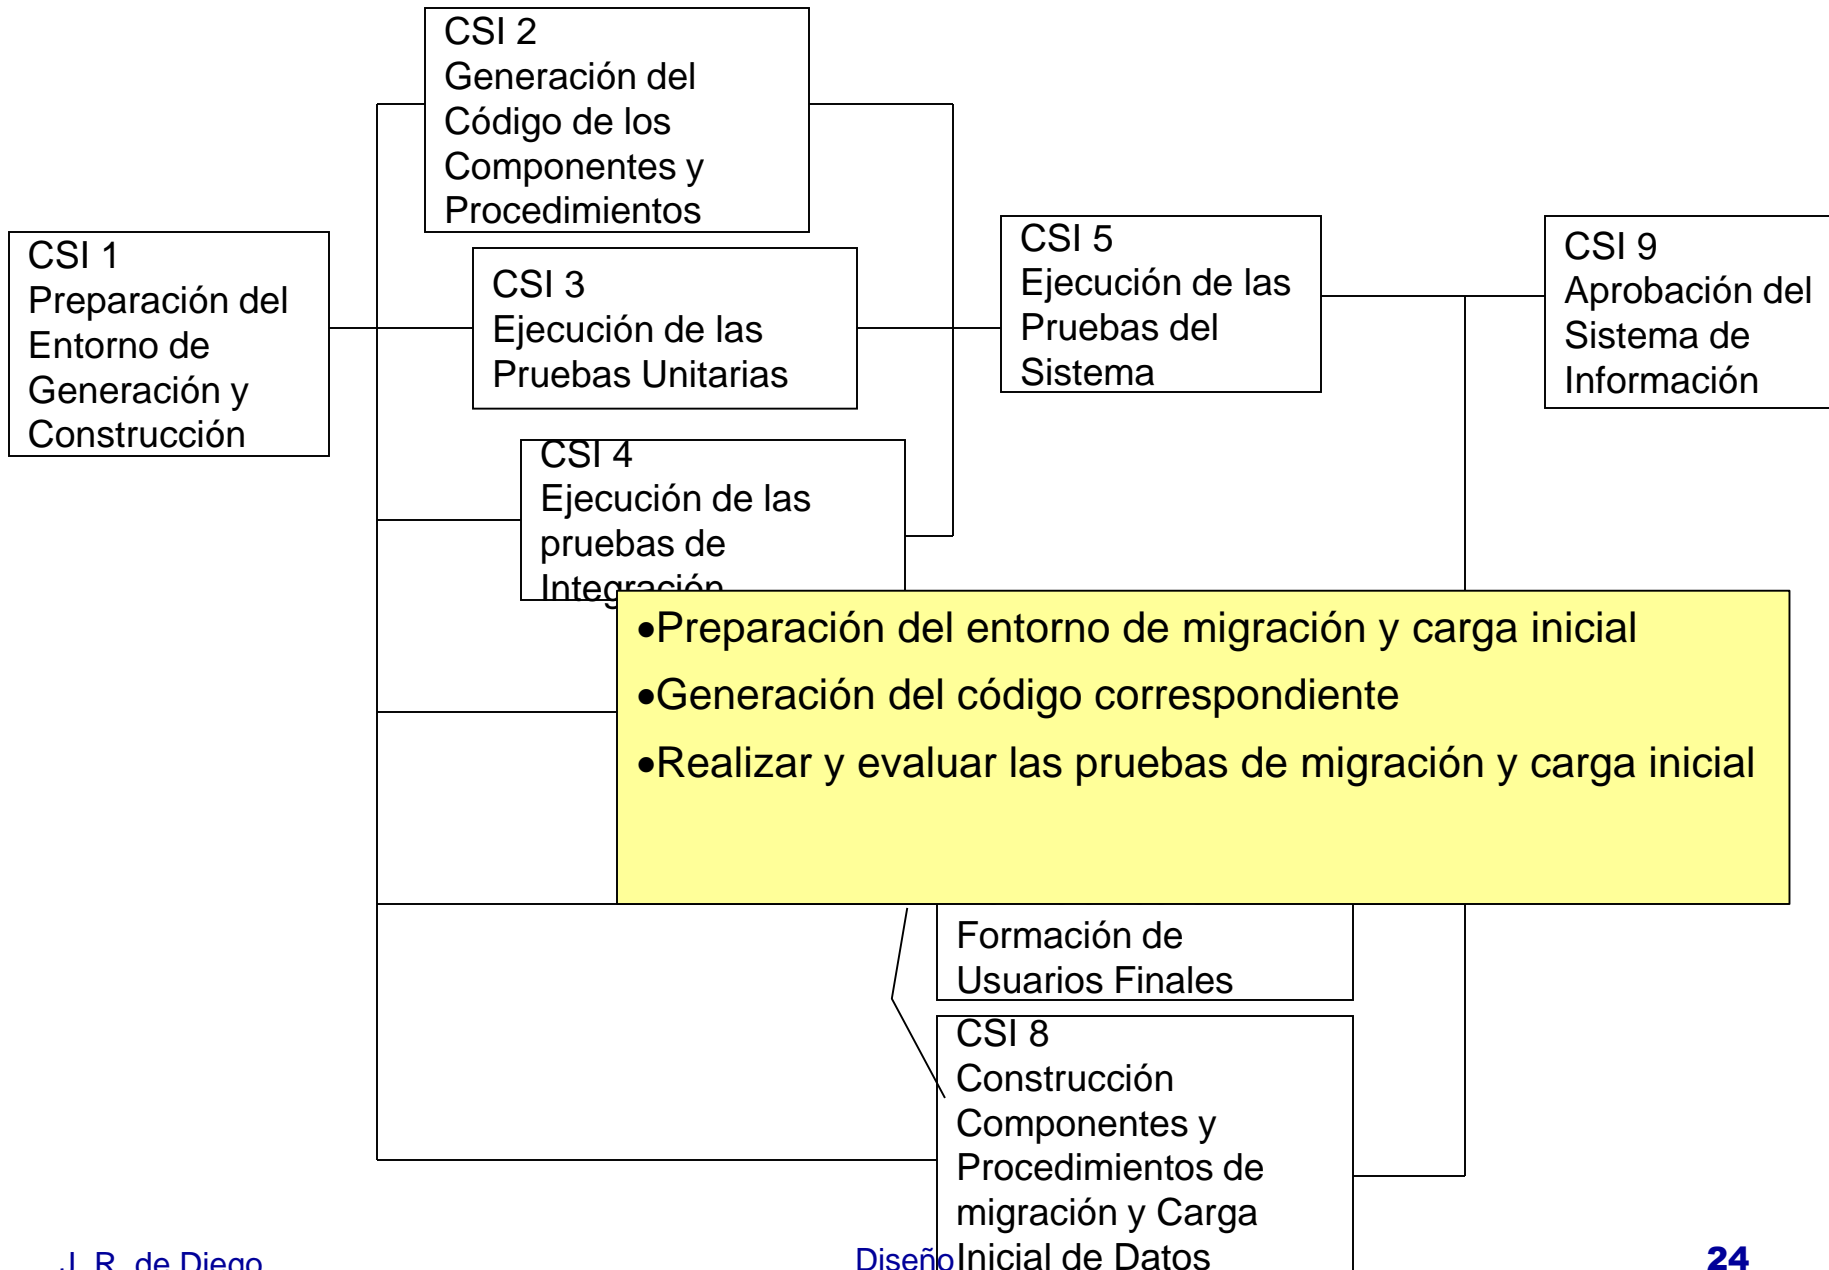 CSI 2
Generación del
Código de los
Componentes y
Procedimientos
CSI 1
Preparación del
Entorno de
Generación y
Construcción
CSI 3
Ejecución de las
Pruebas Unitarias
CSI 5
Ejecución de las
Pruebas del
Sistema
CSI 9
Aprobación del
Sistema de
Información
CSI 4
Ejecución de las
pruebas de
Integración
•Preparación del entorno de migración y carga inicial
•Generación del código correspondiente
•Realizar y evaluar las pruebas de migración y carga inicial
Formación de
Usuarios Finales
CSI 8
Construcción
Componentes y
Procedimientos de
migración y Carga
Inicial de Datos
J. R. de Diego
Diseño
24